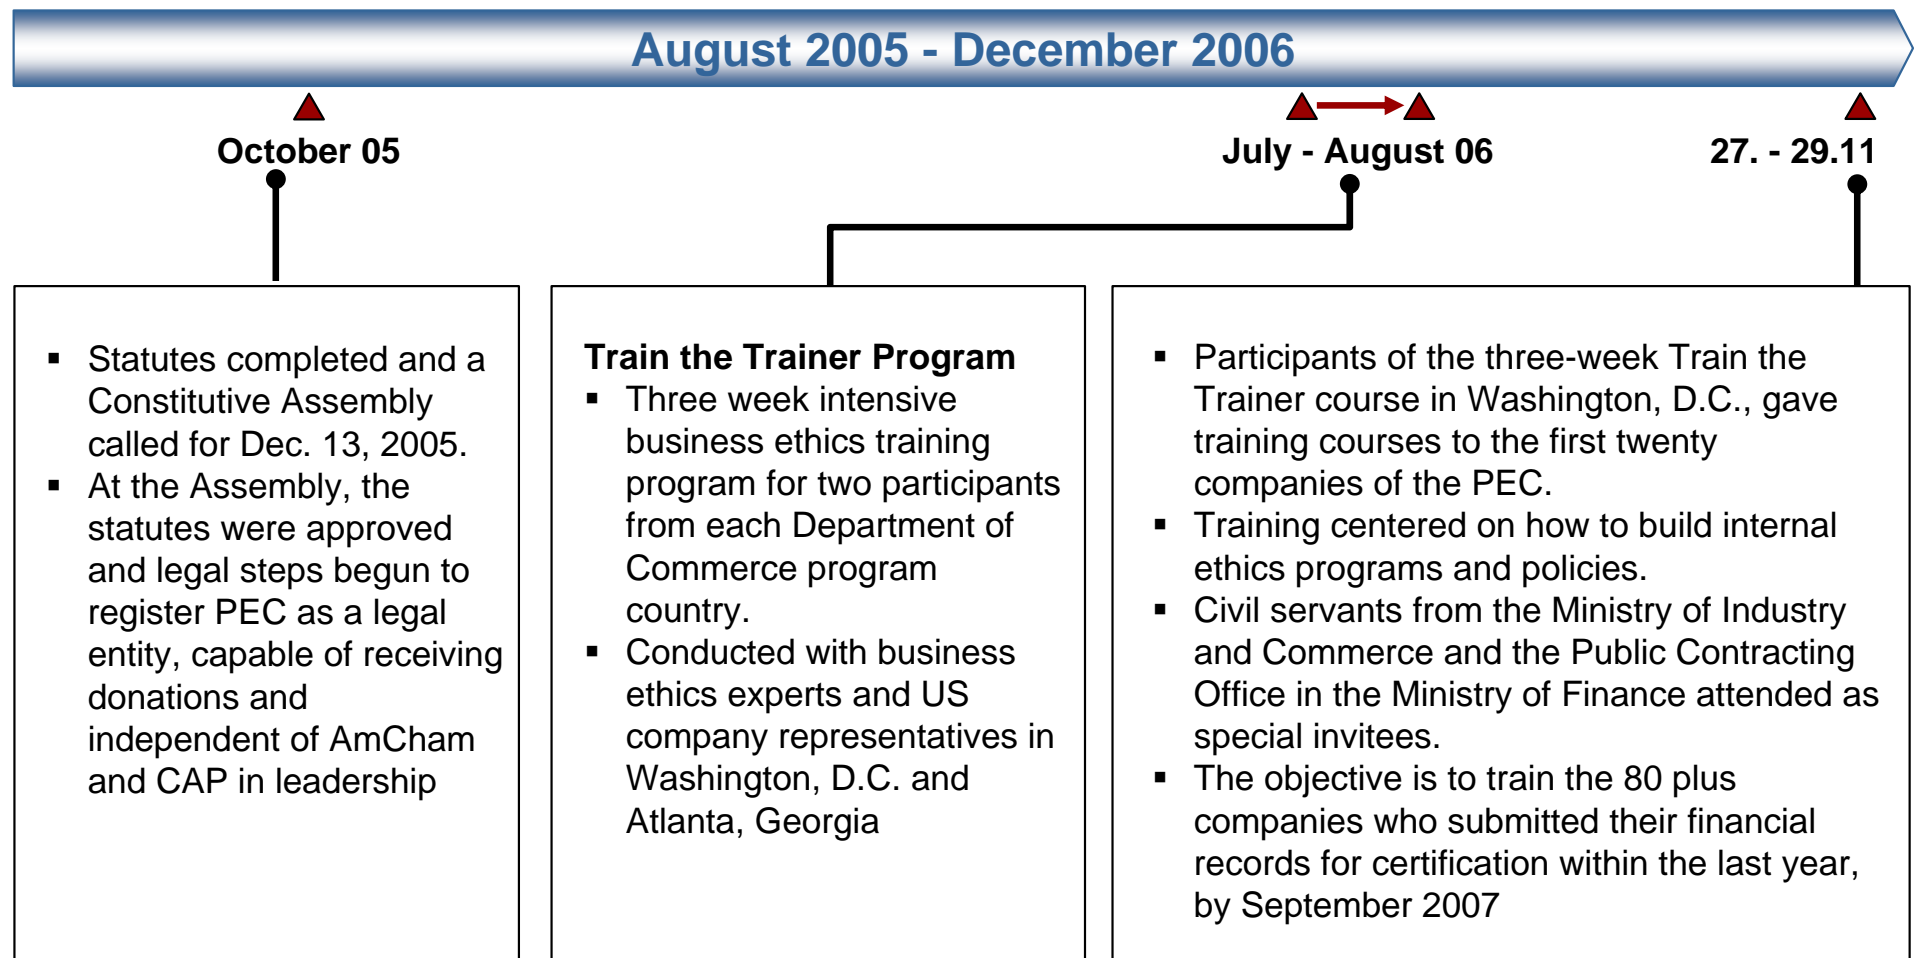 August 2005 - December 2006
October 05
July - August 06
27. - 29.11
▪ Statutes completed and a
Constitutive Assembly
called for Dec. 13, 2005.
▪ At the Assembly, the
statutes were approved
and legal steps begun to
register PEC as a legal
entity, capable of receiving
donations and
independent of AmCham
and CAP in leadership
Train the Trainer Program
▪ Three week intensive
business ethics training
program for two participants
from each Department of
Commerce program
country.
▪ Conducted with business
ethics experts and US
company representatives in
Washington, D.C. and
Atlanta, Georgia
▪ Participants of the three-week Train the
Trainer course in Washington, D.C., gave
training courses to the first twenty
companies of the PEC.
▪ Training centered on how to build internal
ethics programs and policies.
▪ Civil servants from the Ministry of Industry
and Commerce and the Public Contracting
Office in the Ministry of Finance attended as
special invitees.
▪ The objective is to train the 80 plus
companies who submitted their financial
records for certification within the last year,
by September 2007